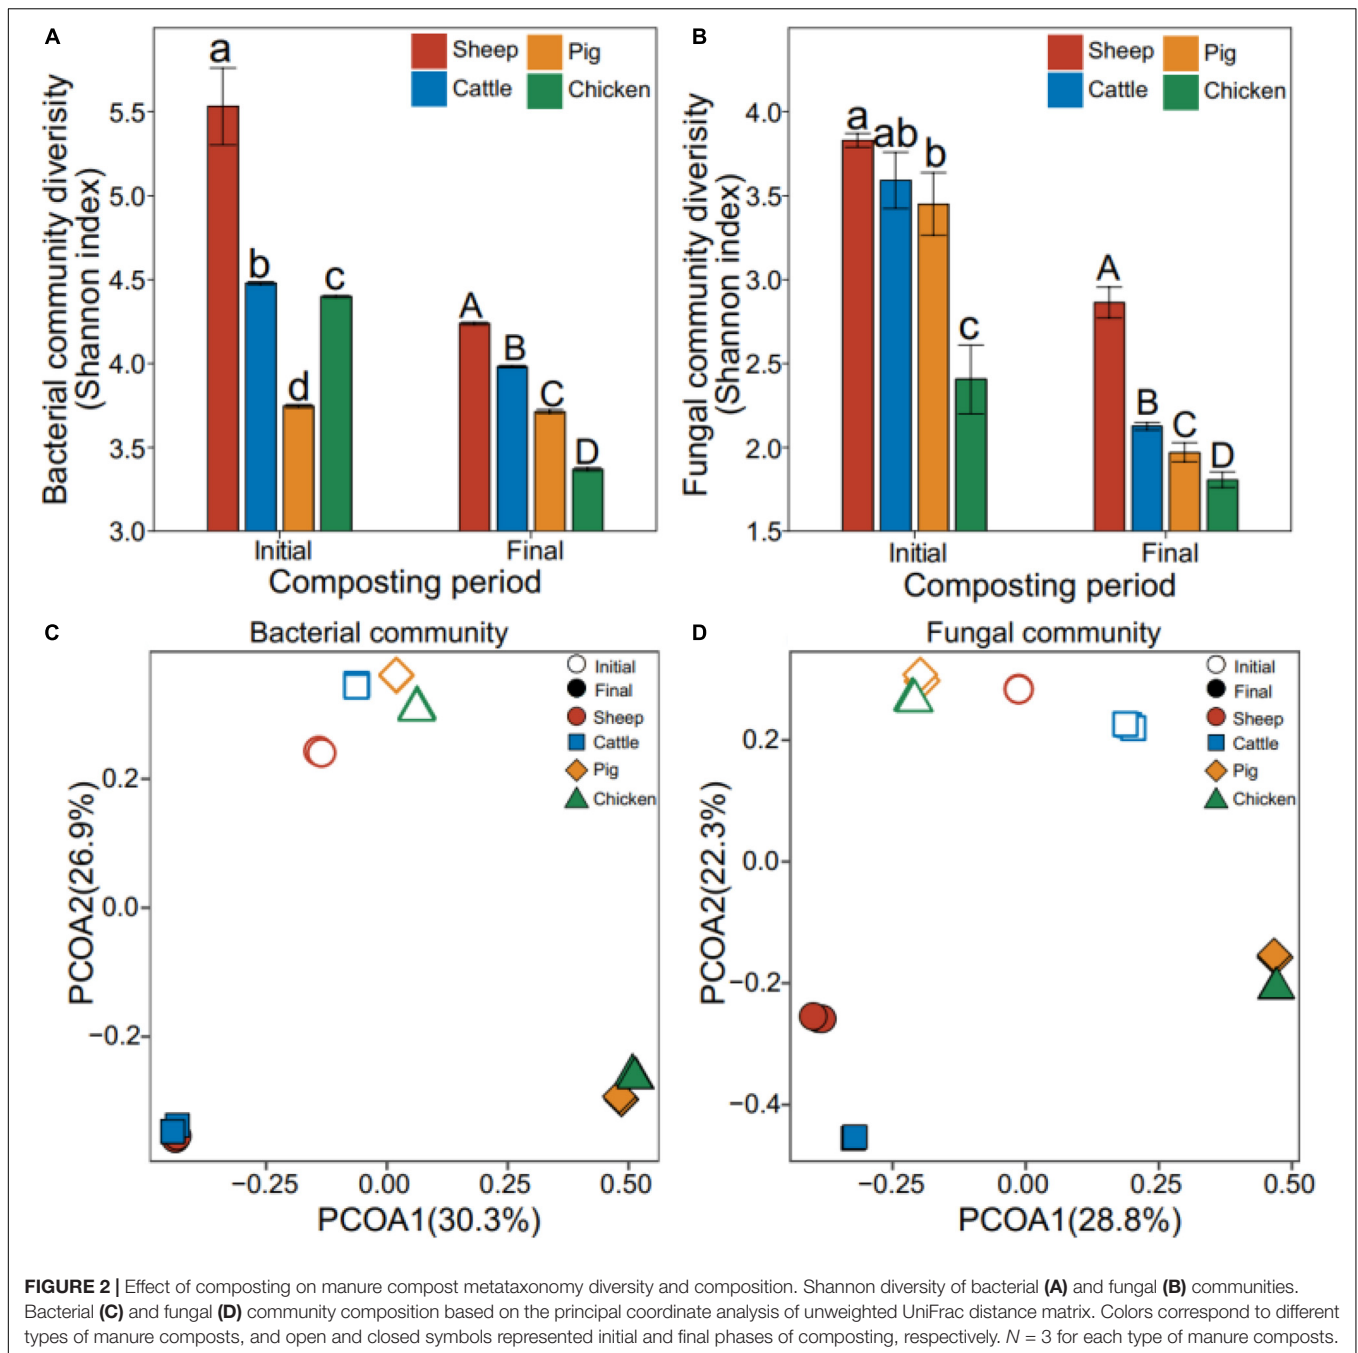 A
Bacterial community diverisity
(Shannon index)
5.5
5.0
4.5
4.0
3.5
3.0
Sheep
Pig
Cattle
Chicken
a
b
d
c
A
B
C
D
Initial
Final
Composting period
B
Fungal community diverisity
(Shannon index)
4.0
3.5
3.0
2.5
2.0
1.5
Sheep
Pig
Cattle
Chicken
a
ab
b
c
A
B
C
D
Initial
Final
Composting period
C
Bacterial community
PCOA2(26.9%)
0.2
0.0
−0.2
Initial
Final
Sheep
Cattle
Pig
Chicken
−0.25
0.00
0.25
0.50
PCOA1(30.3%)
D
Fungal community
PCOA2(22.3%)
0.2
0.0
−0.2
−0.4
Initial
Final
Sheep
Cattle
Pig
Chicken
−0.25
0.00
0.25
0.50
PCOA1(28.8%)
FIGURE 2 | Effect of composting on manure compost metataxonomy diversity and composition. Shannon diversity of bacterial (A) and fungal (B) communities.
Bacterial (C) and fungal (D) community composition based on the principal coordinate analysis of unweighted UniFrac distance matrix. Colors correspond to different
types of manure composts, and open and closed symbols represented initial and final phases of composting, respectively. N = 3 for each type of manure composts.